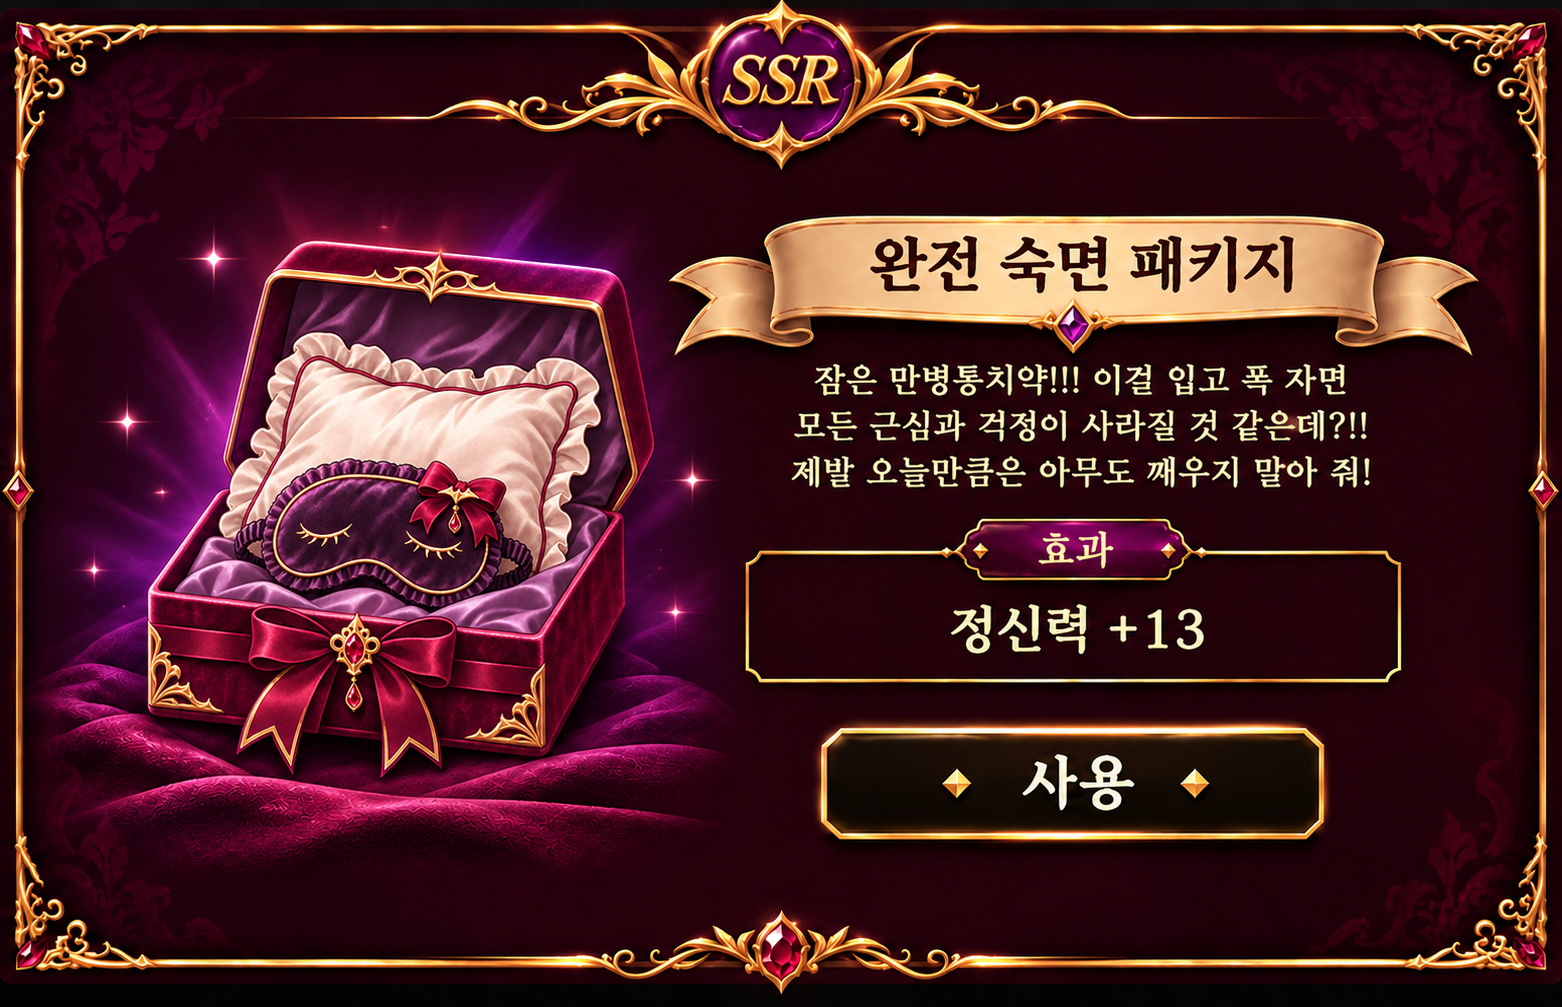 SSR
완전 숙면 패키지
잠은 만병통치약!!! 이걸 입고 폭 자면
모든 근심과 걱정이 사라질 것 같은데?!!
제발 오늘만큼은 아무도 깨우지 말아 줘!
효과
정신력 +13
사용